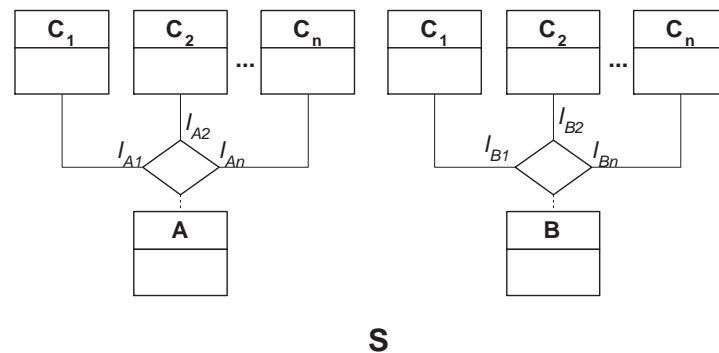 C1 C2 ... Cn C1 C2 ... Cn
lA1 lA2 lAn lB1 lB2 lBn
A B
S